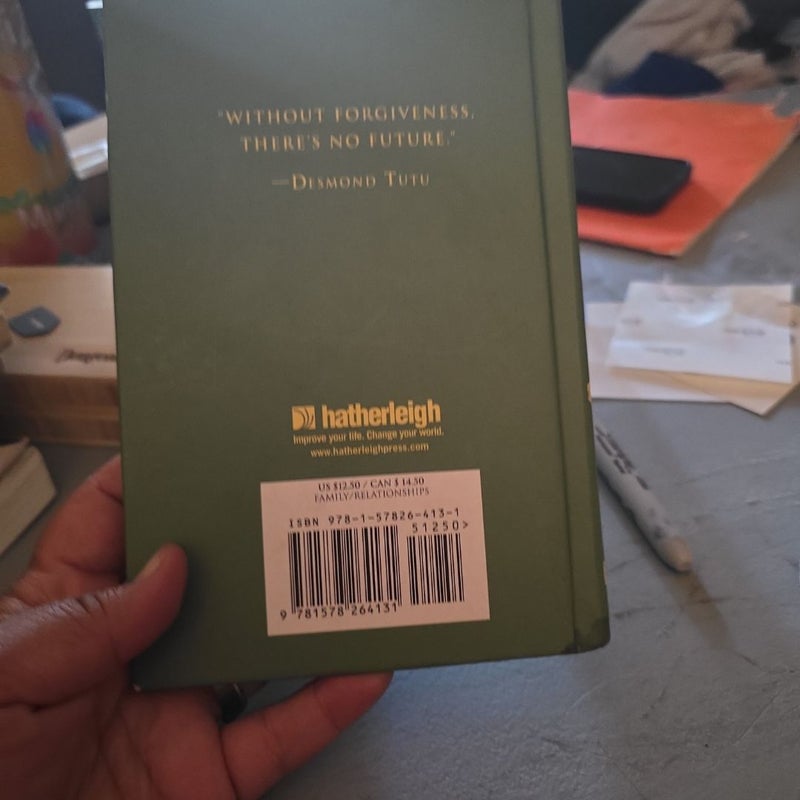 "WITHOUT FORGIVENESS,
THERE'S NO FUTURE."
—DESMOND TUTU
hatherleigh
Improve your life. Change your world.
www.hatherleighpress.com
US $12.50 / CAN $ 14.50
FAMILY/RELATIONSHIPS
ISBN 978-1-57826-413-1
51250>
9 781578 264131